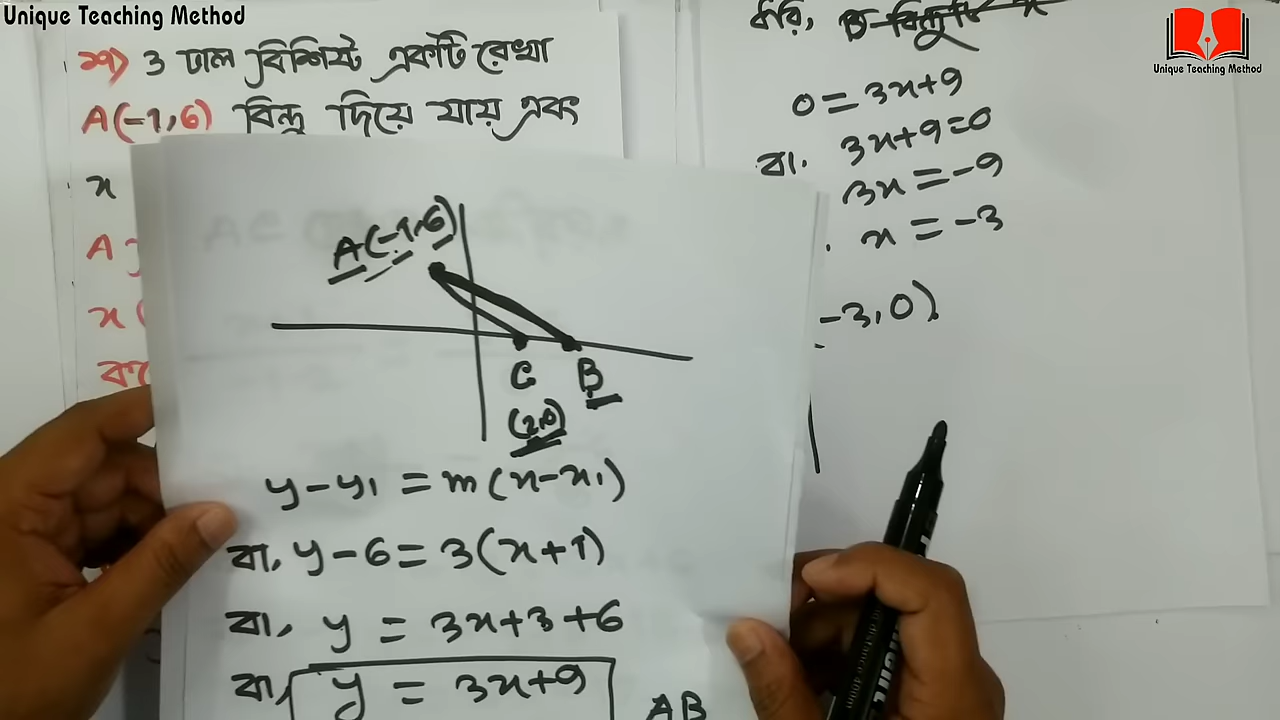 Unique Teaching Method
৩ ঢাল বিশিষ্ট একটি রেখা
A(-1,6) বিন্দু দিয়ে যায় এবং
x
A
x(
A(-1,6)
C B
(2,0)
y-y₁ = m(x-x₁)
বা, y-6=3(x+1)
বা, y = 3x+3+6
বা, y = 3x+9
AB
ধরি, B বিন্দুটি x
0=3x+9
বা. 3x+9=0
3x=-9
x=-3
-3,0)
Unique Teaching Method